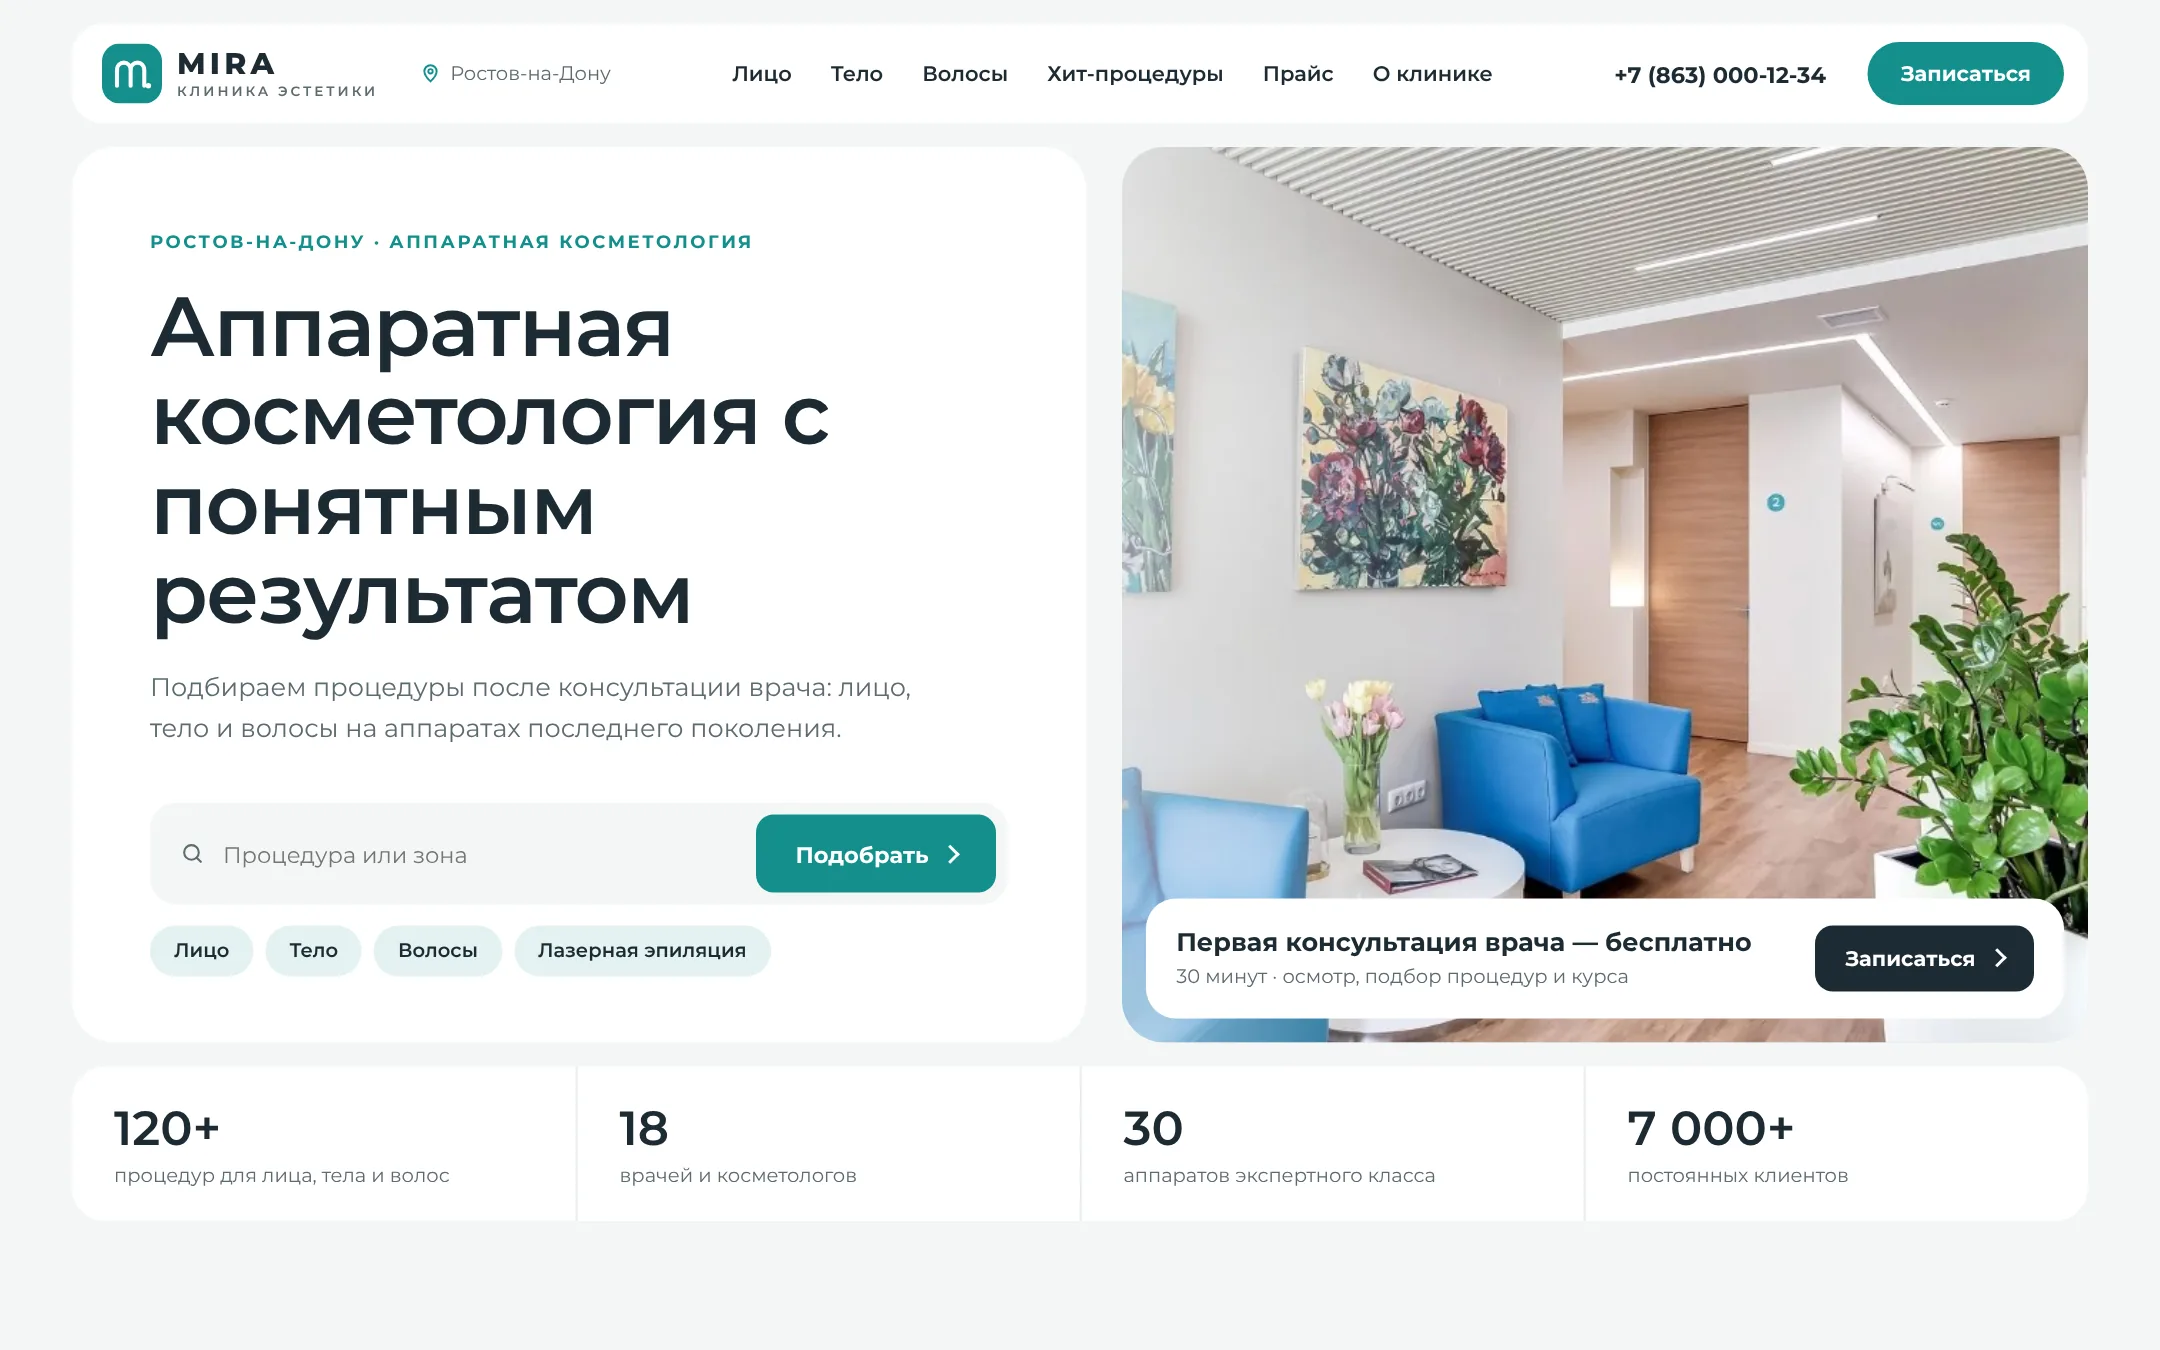 m.
MIRA
КЛИНИКА ЭСТЕТИКИ
Ростов-на-Дону
Лицо
Тело
Волосы
Хит-процедуры
Прайс
О клинике
+7 (863) 000-12-34
Записаться
РОСТОВ-НА-ДОНУ · АППАРАТНАЯ КОСМЕТОЛОГИЯ
Аппаратная
косметология с
понятным
результатом
Подбираем процедуры после консультации врача: лицо,
тело и волосы на аппаратах последнего поколения.
Процедура или зона
Подобрать
Лицо
Тело
Волосы
Лазерная эпиляция
2
Первая консультация врача — бесплатно
30 минут · осмотр, подбор процедур и курса
Записаться
120+
процедур для лица, тела и волос
18
врачей и косметологов
30
аппаратов экспертного класса
7 000+
постоянных клиентов